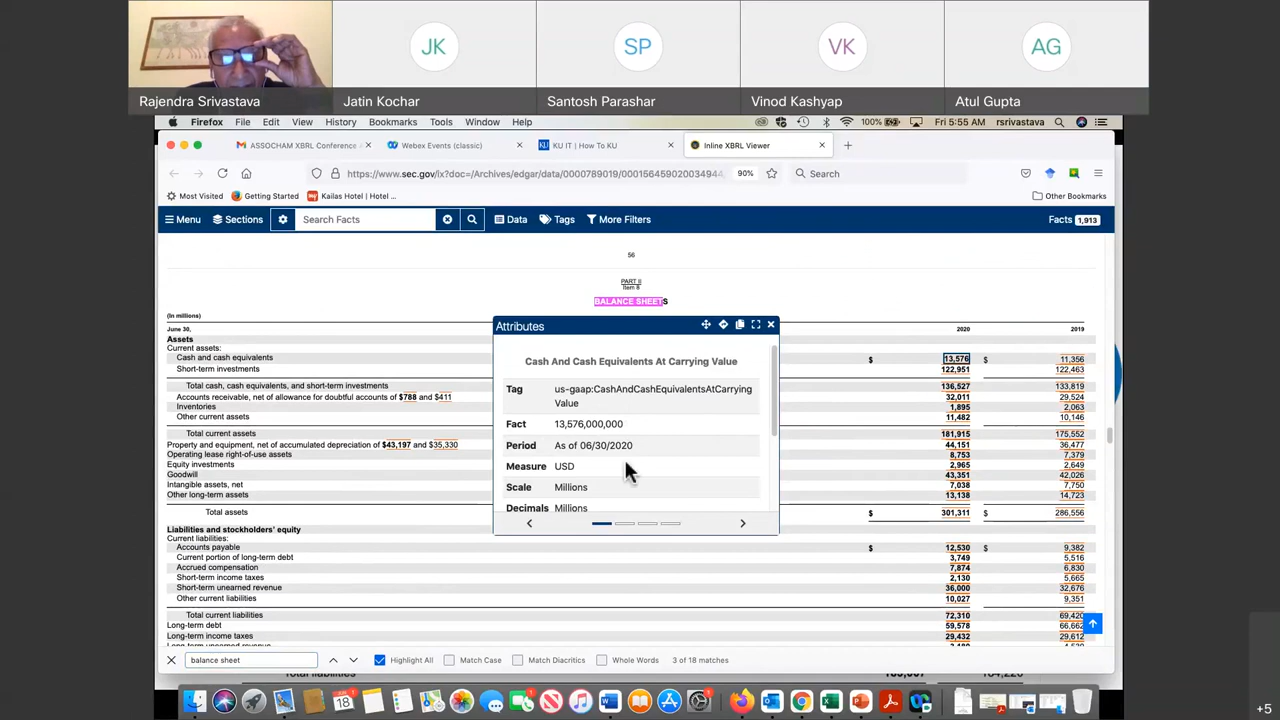 JK
SP
VK
AG
Rajendra Srivastava
Jatin Kochar
Santosh Parashar
Vinod Kashyap
Atul Gupta
Firefox File Edit View History Bookmarks Tools Window Help 100% Fri 5:55 AM rsrivastava
ASSOCHAM XBRL Conference
Webex Events (classic)
KU IT | How To KU
Inline XBRL Viewer
https://www.sec.gov/ix?doc=/Archives/edgar/data/0000789019/000156459020034944
90%
Search
Most Visited
Getting Started
Kailas Hotel | Hotel ...
Other Bookmarks
Menu Sections Search Facts Data Tags More Filters Facts 1,913
56
PART II
Item 8
BALANCE SHEETS
(In millions)
June 30, 2020 2019
Assets
Current assets:
Cash and cash equivalents $ 13,576 $ 11,356
Short-term investments 122,951 122,463
Total cash, cash equivalents, and short-term investments 136,527 133,819
Accounts receivable, net of allowance for doubtful accounts of $788 and $411 32,011 29,524
Inventories 1,895 2,063
Other current assets 11,482 10,146
Total current assets 181,915 175,552
Property and equipment, net of accumulated depreciation of $43,197 and $35,330 44,151 36,477
Operating lease right-of-use assets 8,753 7,379
Equity investments 2,965 2,649
Goodwill 43,351 42,026
Intangible assets, net 7,038 7,750
Other long-term assets 13,138 14,723
Total assets $ 301,311 $ 286,556
Liabilities and stockholders' equity
Current liabilities:
Accounts payable $ 12,530 $ 9,382
Current portion of long-term debt 3,749 5,516
Accrued compensation 7,874 6,830
Short-term income taxes 2,130 5,665
Short-term unearned revenue 36,000 32,676
Other current liabilities 10,027 9,351
Total current liabilities 72,310 69,420
Long-term debt 59,578 66,662
Long-term income taxes 29,432 29,612
Attributes
Cash And Cash Equivalents At Carrying Value
Tag us-gaap:CashAndCashEquivalentsAtCarrying
Value
Fact 13,576,000,000
Period As of 06/30/2020
Measure USD
Scale Millions
Decimals Millions
balance sheet
Highlight All Match Case Match Diacritics Whole Words 3 of 18 matches
JUN
18
+5